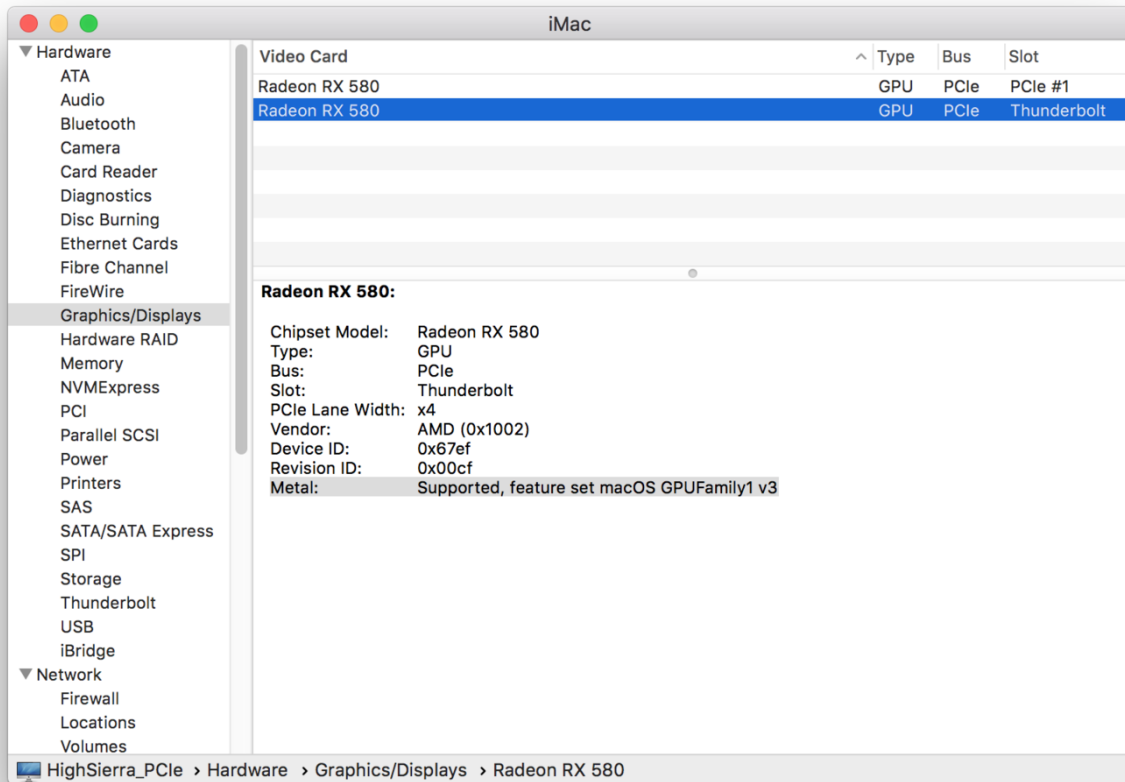 iMac
Hardware
ATA
Audio
Bluetooth
Camera
Card Reader
Diagnostics
Disc Burning
Ethernet Cards
Fibre Channel
FireWire
Graphics/Displays
Hardware RAID
Memory
NVMExpress
PCI
Parallel SCSI
Power
Printers
SAS
SATA/SATA Express
SPI
Storage
Thunderbolt
USB
iBridge
Network
Firewall
Locations
Volumes
Video Card Type Bus Slot
Radeon RX 580 GPU PCIe PCIe #1
Radeon RX 580 GPU PCIe Thunderbolt
Radeon RX 580:
Chipset Model: Radeon RX 580
Type: GPU
Bus: PCIe
Slot: Thunderbolt
PCIe Lane Width: x4
Vendor: AMD (0x1002)
Device ID: 0x67ef
Revision ID: 0x00cf
Metal: Supported, feature set macOS GPUFamily1 v3
HighSierra_PCIe › Hardware › Graphics/Displays › Radeon RX 580